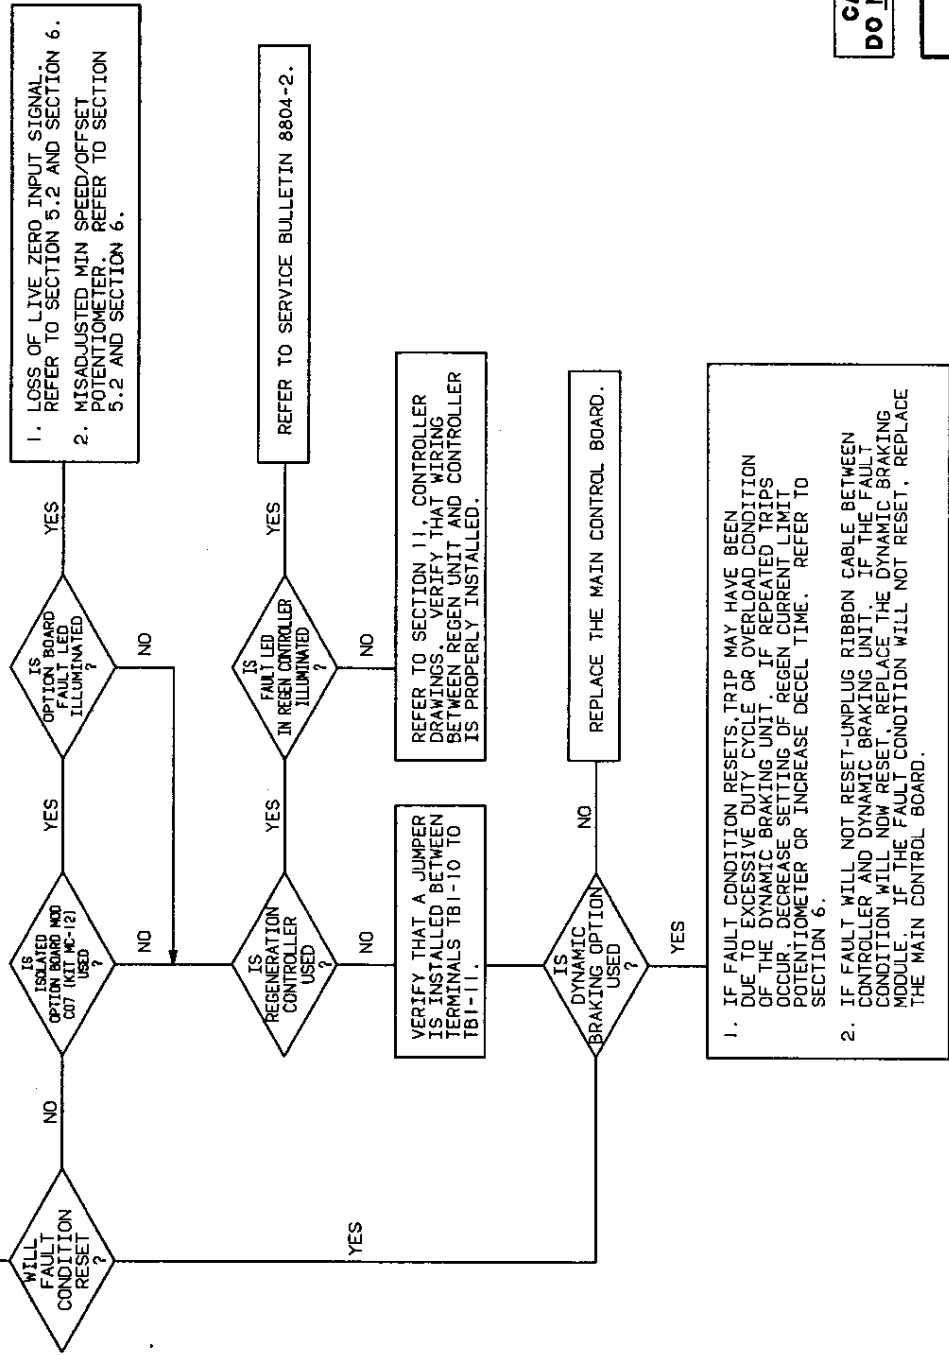 WILL
FAULT
CONDITION
RESET
?
NO
YES
IS
ISOLATED
OPTION BOARD MOD
C07 (KIT MC-12)
USED
?
YES
NO
IS
OPTION BOARD
FAULT LED
ILLUMINATED
?
YES
NO
1. LOSS OF LIVE ZERO INPUT SIGNAL.
REFER TO SECTION 5.2 AND SECTION 6.
2. MISADJUSTED MIN SPEED/OFFSET
POTENTIOMETER. REFER TO SECTION
5.2 AND SECTION 6.
IS
REGENERATION
CONTROLLER
USED
?
YES
NO
IS
FAULT LED
IN REGEN CONTROLLER
ILLUMINATED
?
YES
NO
REFER TO SERVICE BULLETIN 8804-2.
VERIFY THAT A JUMPER
IS INSTALLED BETWEEN
TERMINALS TB1-10 TO
TB1-11.
REFER TO SECTION 11, CONTROLLER
DRAWINGS. VERIFY THAT WIRING
BETWEEN REGEN UNIT AND CONTROLLER
IS PROPERLY INSTALLED.
IS
DYNAMIC
BRAKING OPTION
USED
?
NO
YES
REPLACE THE MAIN CONTROL BOARD.
1. IF FAULT CONDITION RESETS,TRIP MAY HAVE BEEN
DUE TO EXCESSIVE DUTY CYCLE OR OVERLOAD CONDITION
OF THE DYNAMIC BRAKING UNIT. IF REPEATED TRIPS
OCCUR, DECREASE SETTING OF REGEN CURRENT LIMIT
POTENTIOMETER OR INCREASE DECEL TIME. REFER TO
SECTION 6.
2. IF FAULT WILL NOT RESET-UNPLUG RIBBON CABLE BETWEEN
CONTROLLER AND DYNAMIC BRAKING UNIT. IF THE FAULT
CONDITION WILL NOW RESET, REPLACE THE DYNAMIC BRAKING
MODULE. IF THE FAULT CONDITION WILL NOT RESET, REPLACE
THE MAIN CONTROL BOARD.
DO